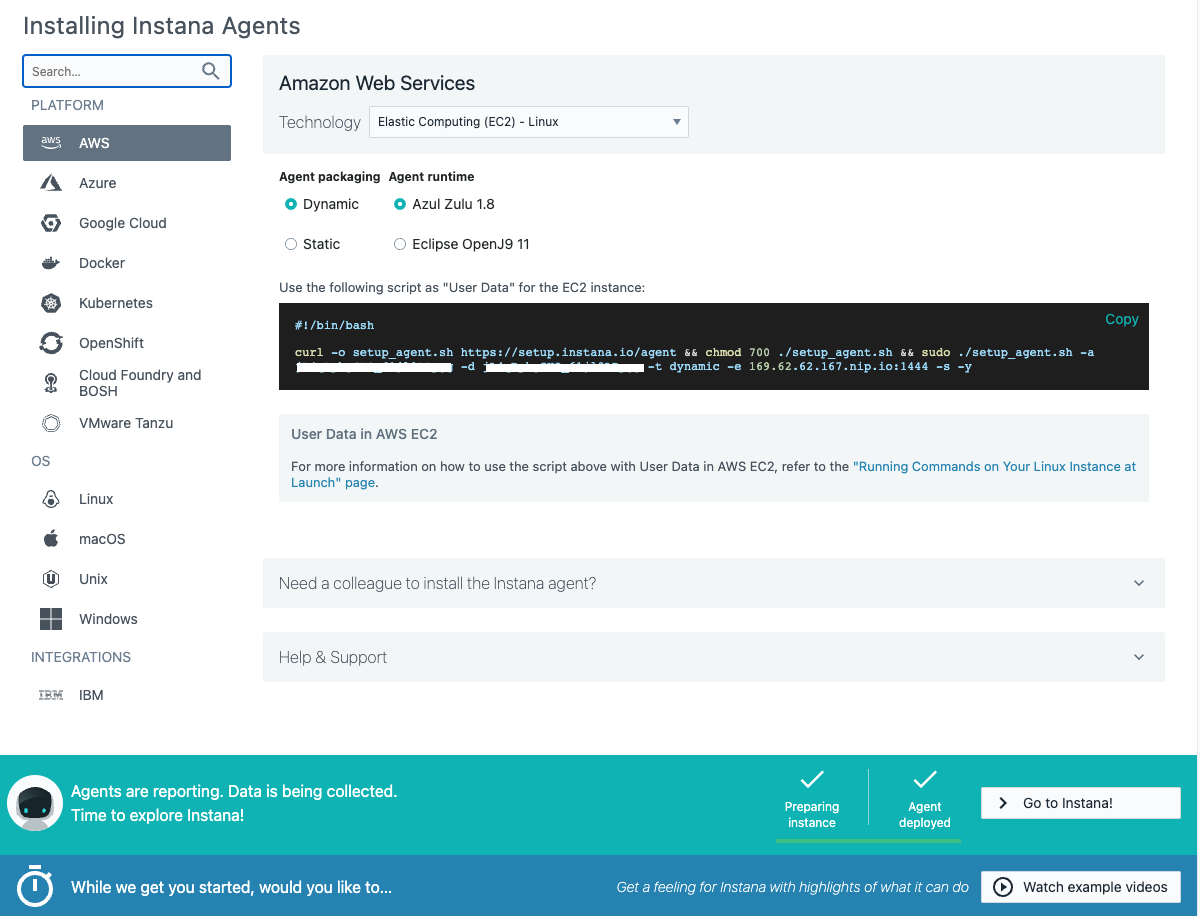 Installing Instana Agents
Search...
PLATFORM
aws AWS
Azure
Google Cloud
Docker
Kubernetes
OpenShift
Cloud Foundry and
BOSH
VMware Tanzu
OS
Linux
macOS
Unix
Windows
INTEGRATIONS
IBM IBM
Amazon Web Services
Technology Elastic Computing (EC2) - Linux
Agent packaging Agent runtime
Dynamic Azul Zulu 1.8
Static Eclipse OpenJ9 11
Use the following script as "User Data" for the EC2 instance:
Copy
#!/bin/bash
curl -o setup_agent.sh https://setup.instana.io/agent && chmod 700 ./setup_agent.sh && sudo ./setup_agent.sh -a
-d -t dynamic -e 169.62.62.167.nip.io:1444 -s -y
User Data in AWS EC2
For more information on how to use the script above with User Data in AWS EC2, refer to the "Running Commands on Your Linux Instance at
Launch" page.
Need a colleague to install the Instana agent?
Help & Support
Agents are reporting. Data is being collected.
Time to explore Instana!
Preparing
instance
Agent
deployed
Go to Instana!
While we get you started, would you like to...
Get a feeling for Instana with highlights of what it can do
Watch example videos